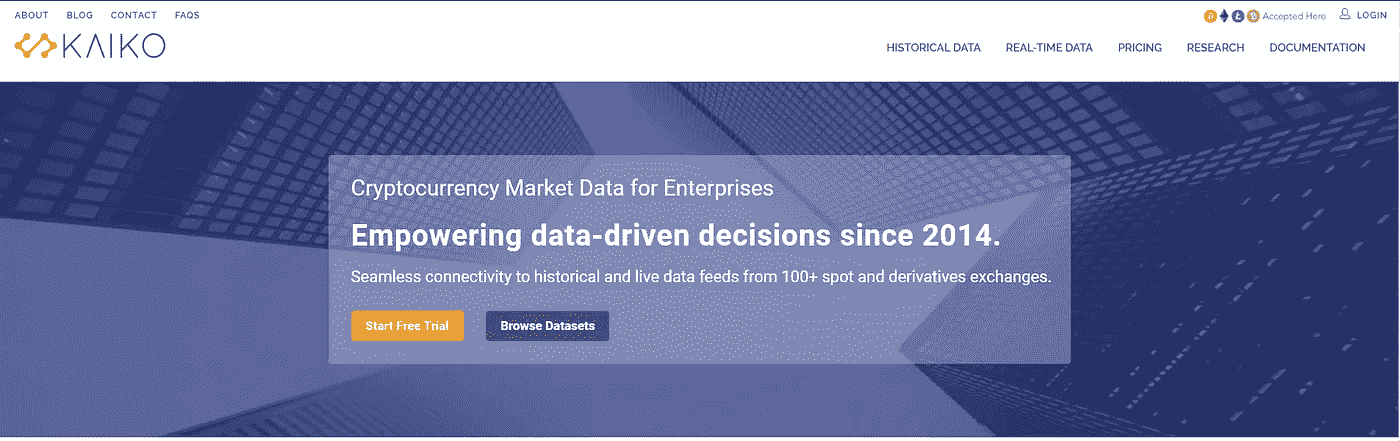 ABOUT BLOG CONTACT FAQS
Accepted Here LOGIN
KAIKO
HISTORICAL DATA REAL-TIME DATA PRICING RESEARCH DOCUMENTATION
Cryptocurrency Market Data for Enterprises
Empowering data-driven decisions since 2014.
Seamless connectivity to historical and live data feeds from 100+ spot and derivatives exchanges.
Start Free Trial Browse Datasets